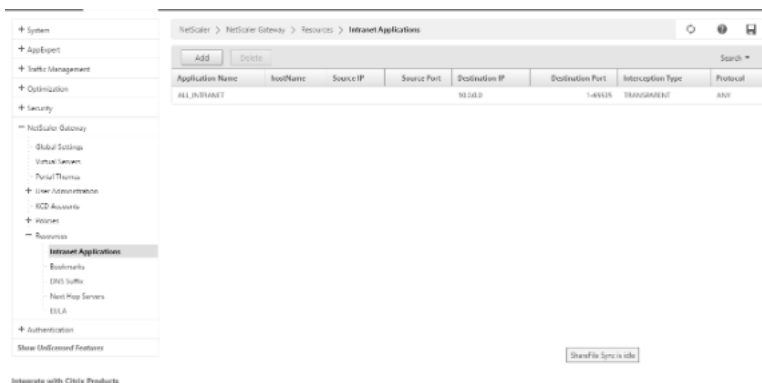 + System
NetScaler > NetScaler Gateway > Resources > Intranet Applications
+ AppExpert
Add Delete Search
+ Traffic Management
Application Name hostName Source IP Source Port Destination IP Destination Port Interception Type Protocol
+ Optimization
ALL_INTRANET 1-65535 TRANSPARENT ANY
+ Security
− NetScaler Gateway
Global Settings
Virtual Servers
Portal Themes
+ User Administration
KCD Accounts
+ Policies
− Resources
Intranet Applications
Bookmarks
DNS Suffix
Next Hop Servers
EULA
+ Authentication
Show Unlicensed Features
ShareFile Sync is idle
Integrate with Citrix Products